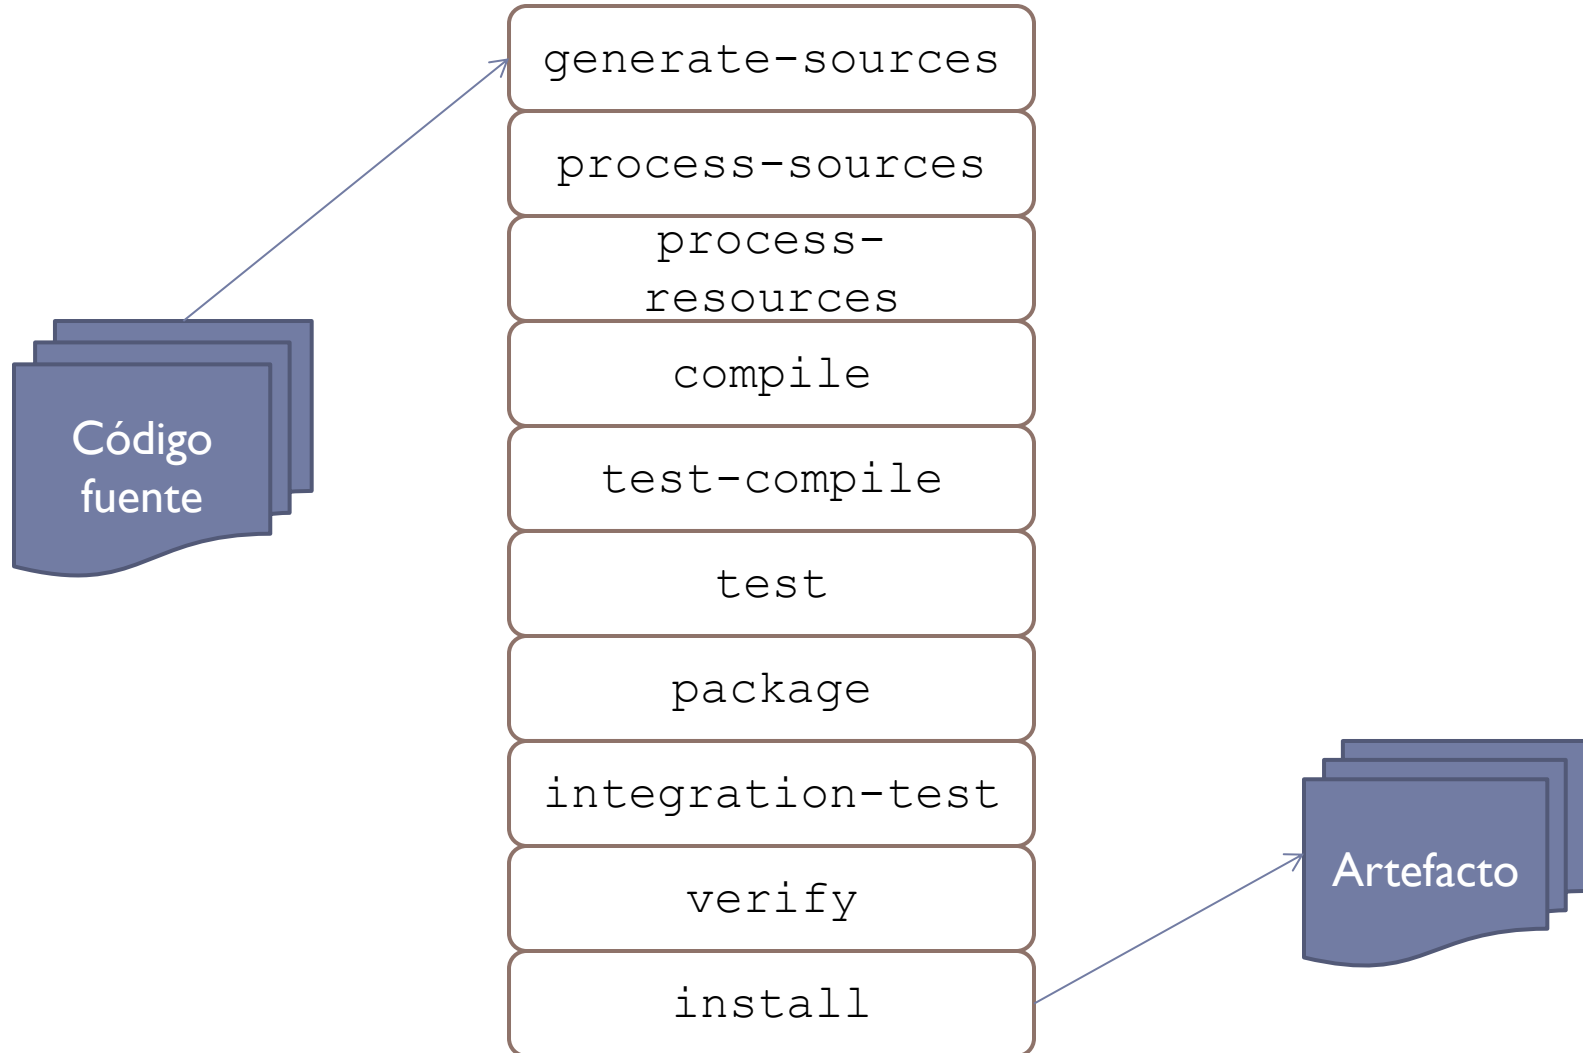 generate-sources
process-sources
process-
resources
compile
Código
fuente
test-compile
test
package
integration-test
verify
Artefacto
install